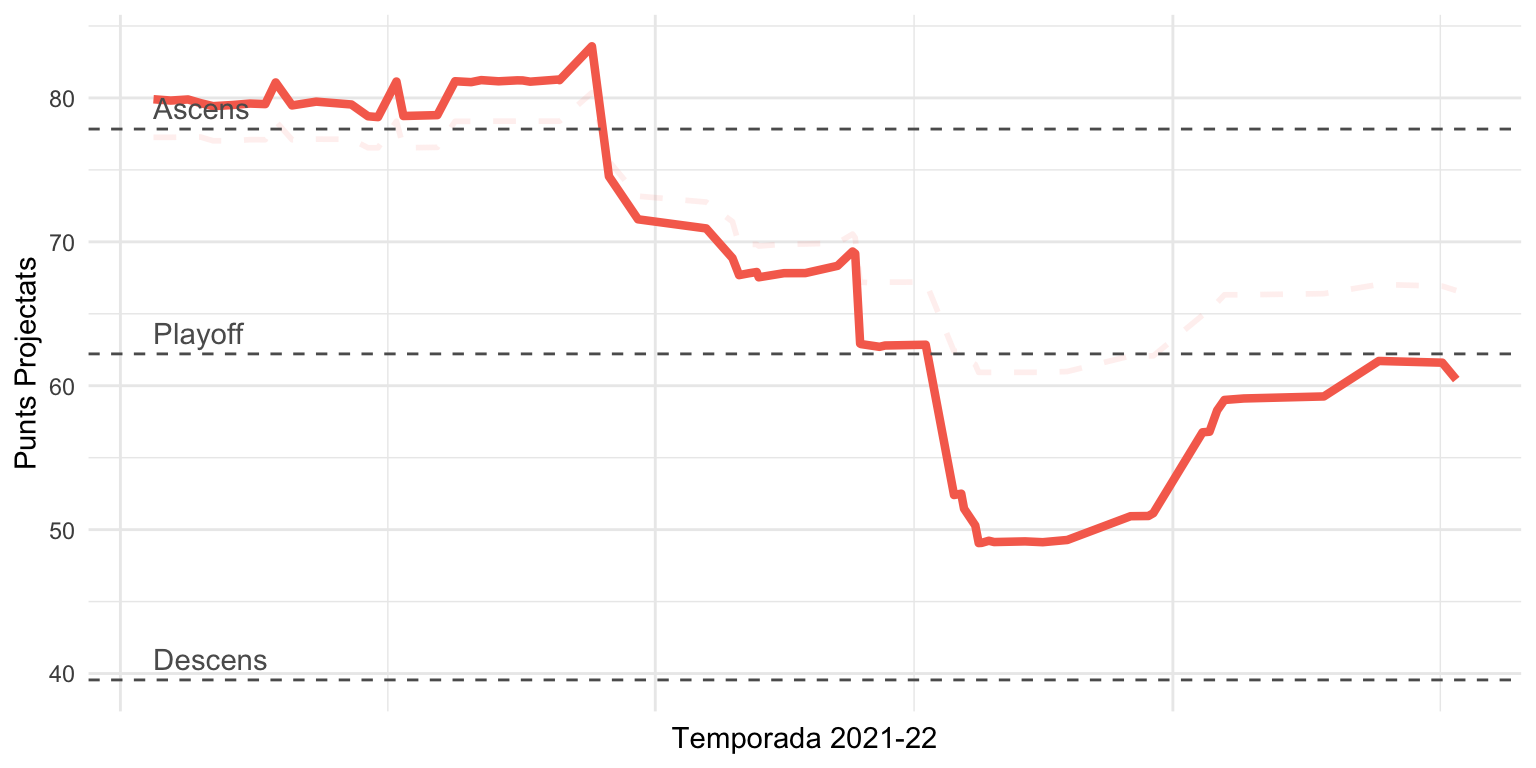 80
Ascens
70
Playoff
60
50
Descens
40
Punts Projectats
Temporada 2021-22